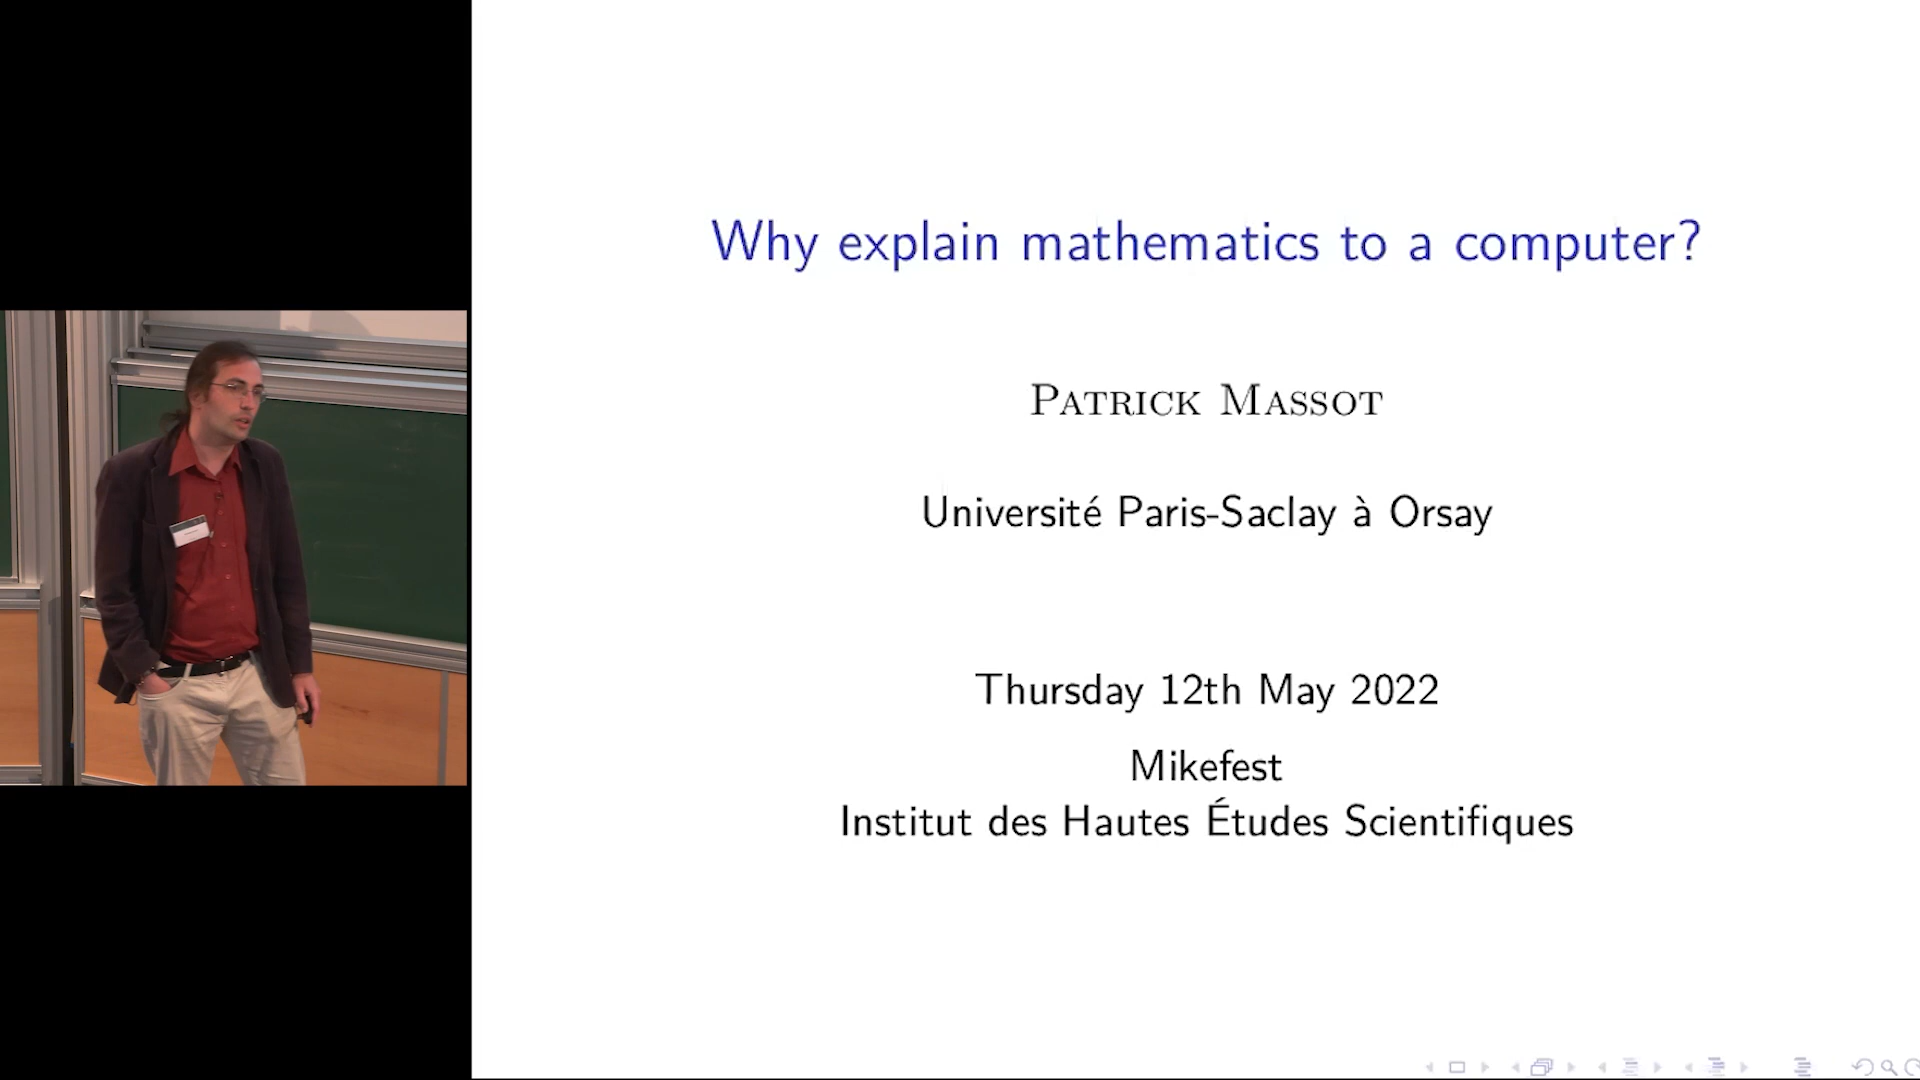 Why explain mathematics to a computer?
Patrick Massot
Université Paris-Saclay à Orsay
Thursday 12th May 2022
Mikefest
Institut des Hautes Études Scientifiques